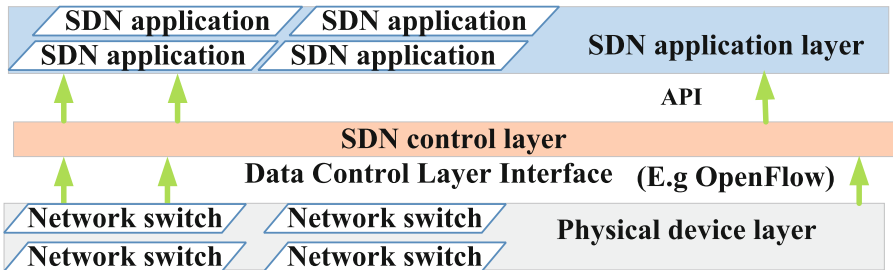 SDN application SDN application
SDN application SDN application SDN application layer
API
SDN control layer
Data Control Layer Interface (E.g OpenFlow)
Network switch Network switch
Physical device layer
Network switch Network switch